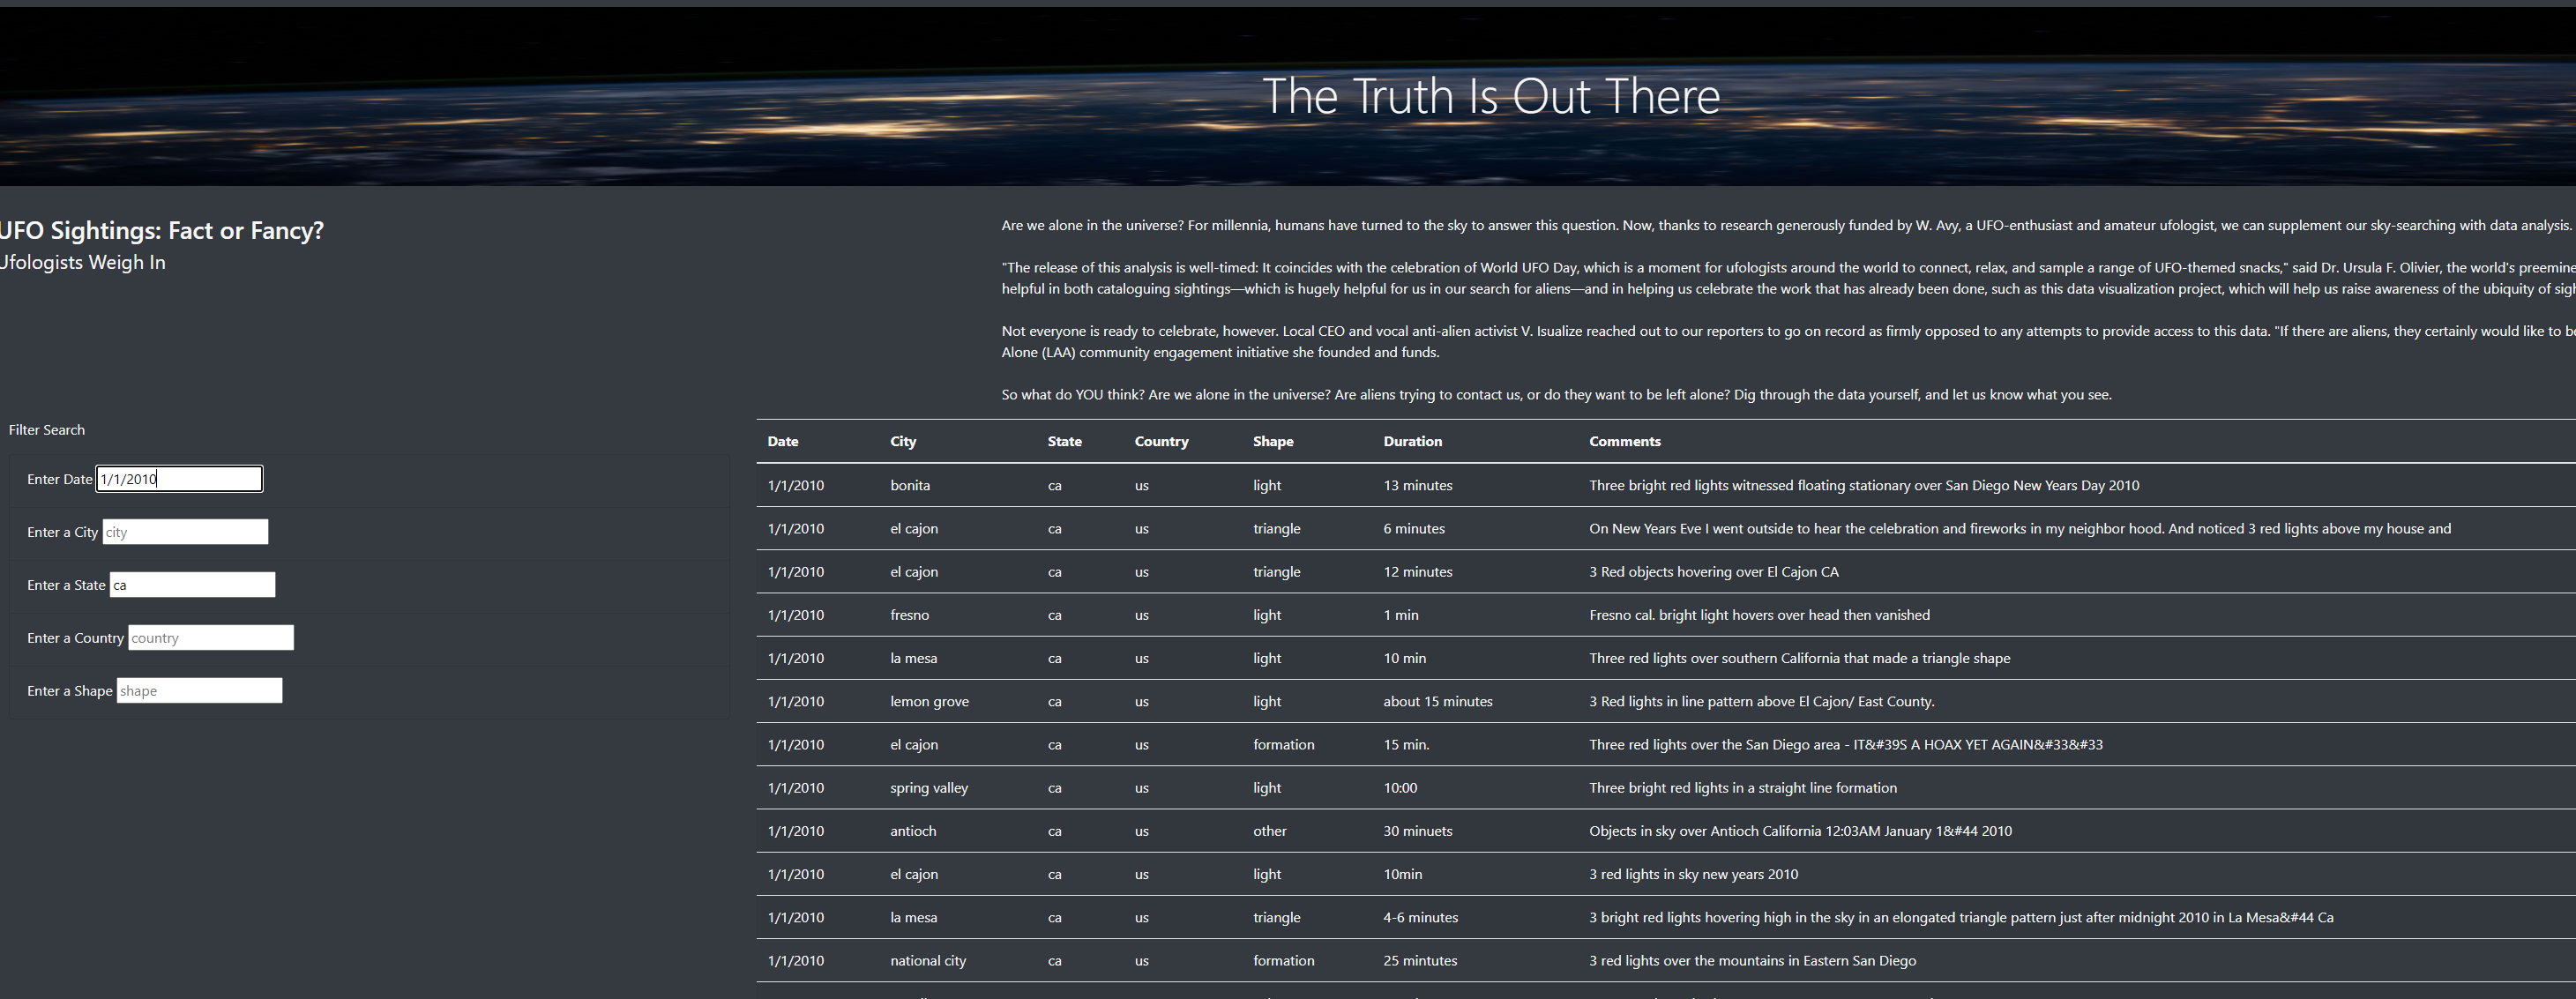 The Truth Is Out There
UFO Sightings: Fact or Fancy?
Ufologists Weigh In
Are we alone in the universe? For millennia, humans have turned to the sky to answer this question. Now, thanks to research generously funded by W. Avy, a UFO-enthusiast and amateur ufologist, we can supplement our sky-searching with data analysis.
"The release of this analysis is well-timed: It coincides with the celebration of World UFO Day, which is a moment for ufologists around the world to connect, relax, and sample a range of UFO-themed snacks," said Dr. Ursula F. Olivier, the world's
helpful in both cataloguing sightings—which is hugely helpful for us in our search for aliens—and in helping us celebrate the work that has already been done, such as this data visualization project, which will help us raise awareness of the ubiquity of
Not everyone is ready to celebrate, however. Local CEO and vocal anti-alien activist V. Isualize reached out to our reporters to go on record as firmly opposed to any attempts to provide access to this data. "If there are aliens, they certainly would like to
Alone (LAA) community engagement initiative she founded and funds.
So what do YOU think? Are we alone in the universe? Are aliens trying to contact us, or do they want to be left alone? Dig through the data yourself, and let us know what you see.
Filter Search
Enter Date 1/1/2010
Enter a City city
Enter a State ca
Enter a Country country
Enter a Shape shape
Date City State Country Shape Duration Comments
1/1/2010 bonita ca us light 13 minutes Three bright red lights witnessed floating stationary over San Diego New Years Day 2010
1/1/2010 el cajon ca us triangle 6 minutes On New Years Eve I went outside to hear the celebration and fireworks in my neighbor hood. And noticed 3 red lights above my house and
1/1/2010 el cajon ca us triangle 12 minutes 3 Red objects hovering over El Cajon CA
1/1/2010 fresno ca us light 1 min Fresno cal. bright light hovers over head then vanished
1/1/2010 la mesa ca us light 10 min Three red lights over southern California that made a triangle shape
1/1/2010 lemon grove ca us light about 15 minutes 3 Red lights in line pattern above El Cajon/ East County.
1/1/2010 el cajon ca us formation 15 min. Three red lights over the San Diego area - IT&#39S A HOAX YET AGAIN&#33&#33
1/1/2010 spring valley ca us light 10:00 Three bright red lights in a straight line formation
1/1/2010 antioch ca us other 30 minuets Objects in sky over Antioch California 12:03AM January 1&#44 2010
1/1/2010 el cajon ca us light 10min 3 red lights in sky new years 2010
1/1/2010 la mesa ca us triangle 4-6 minutes 3 bright red lights hovering high in the sky in an elongated triangle pattern just after midnight 2010 in La Mesa&#44 Ca
1/1/2010 national city ca us formation 25 mintutes 3 red lights over the mountains in Eastern San Diego